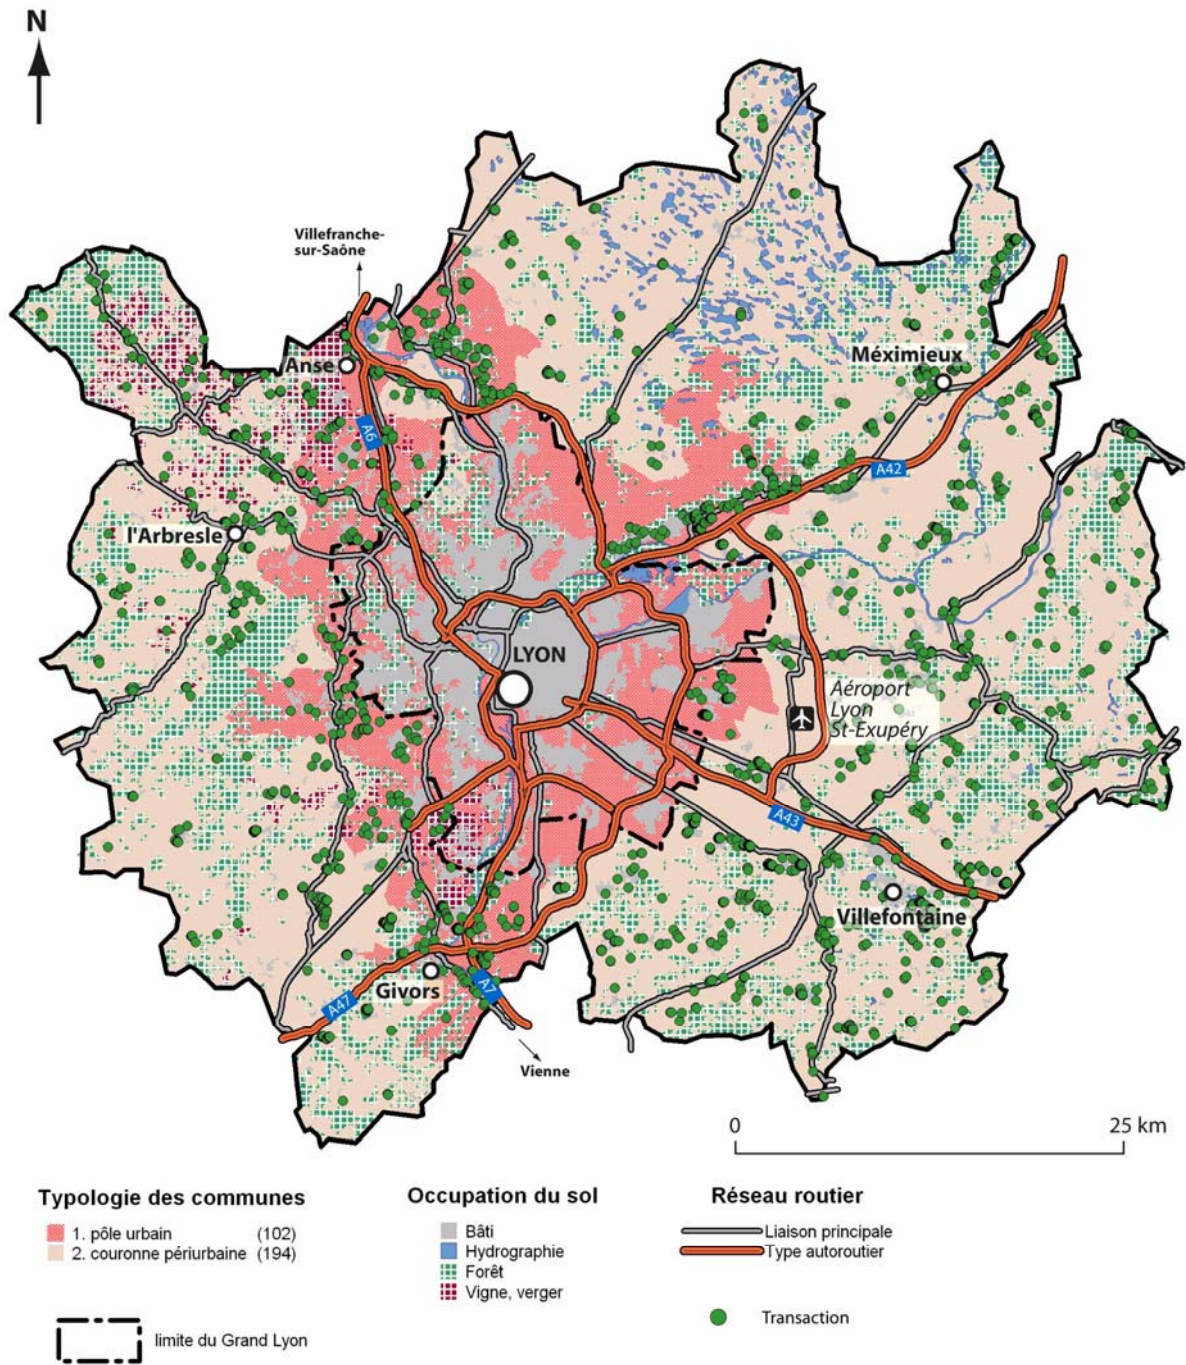 N
Villefranche-
sur-Saône
Anse
Méximieux
A6
A42
l'Arbresle
LYON
Aéroport
Lyon
St-Exupéry
A43
Villefontaine
Givors
A47
A7
Vienne
0 25 km
Typologie des communes
1. pôle urbain (102)
2. couronne périurbaine (194)
limite du Grand Lyon
Occupation du sol
Bâti
Hydrographie
Forêt
Vigne, verger
Réseau routier
Liaison principale
Type autoroutier
Transaction